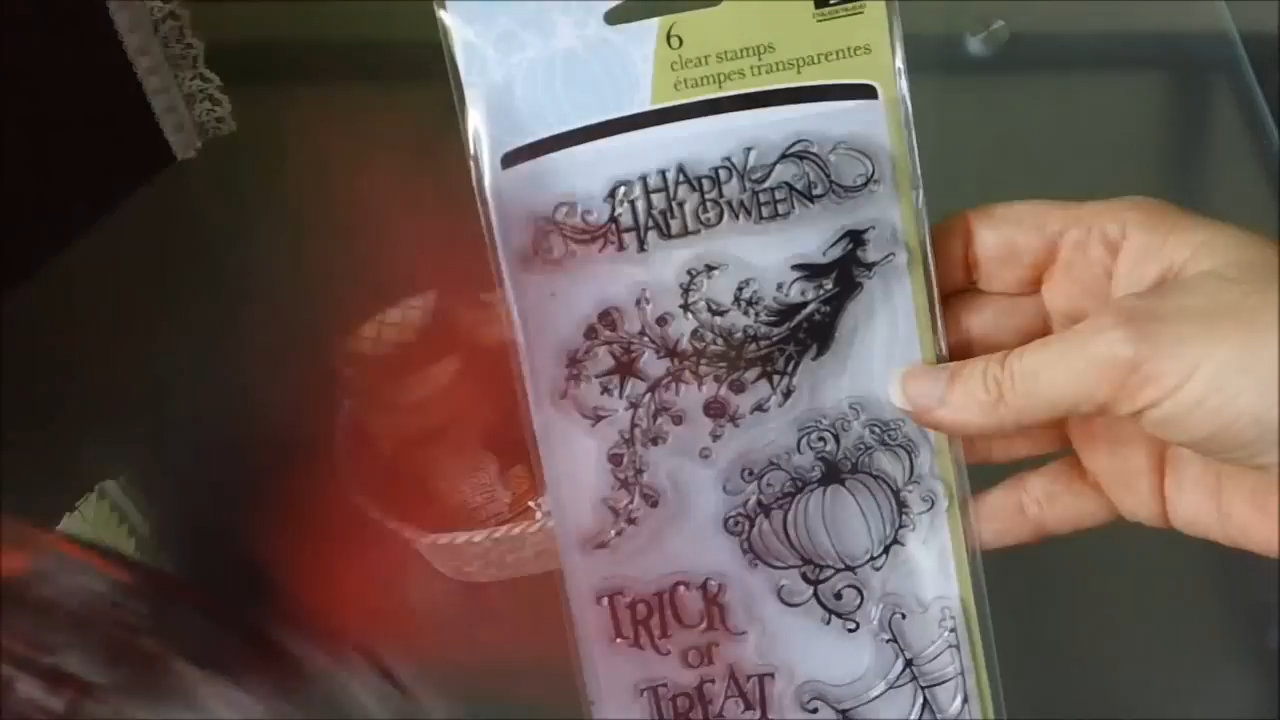 6
clear stamps
étampes transparentes
HAPPY
HALLOWEEN
TRICK
or
TREAT